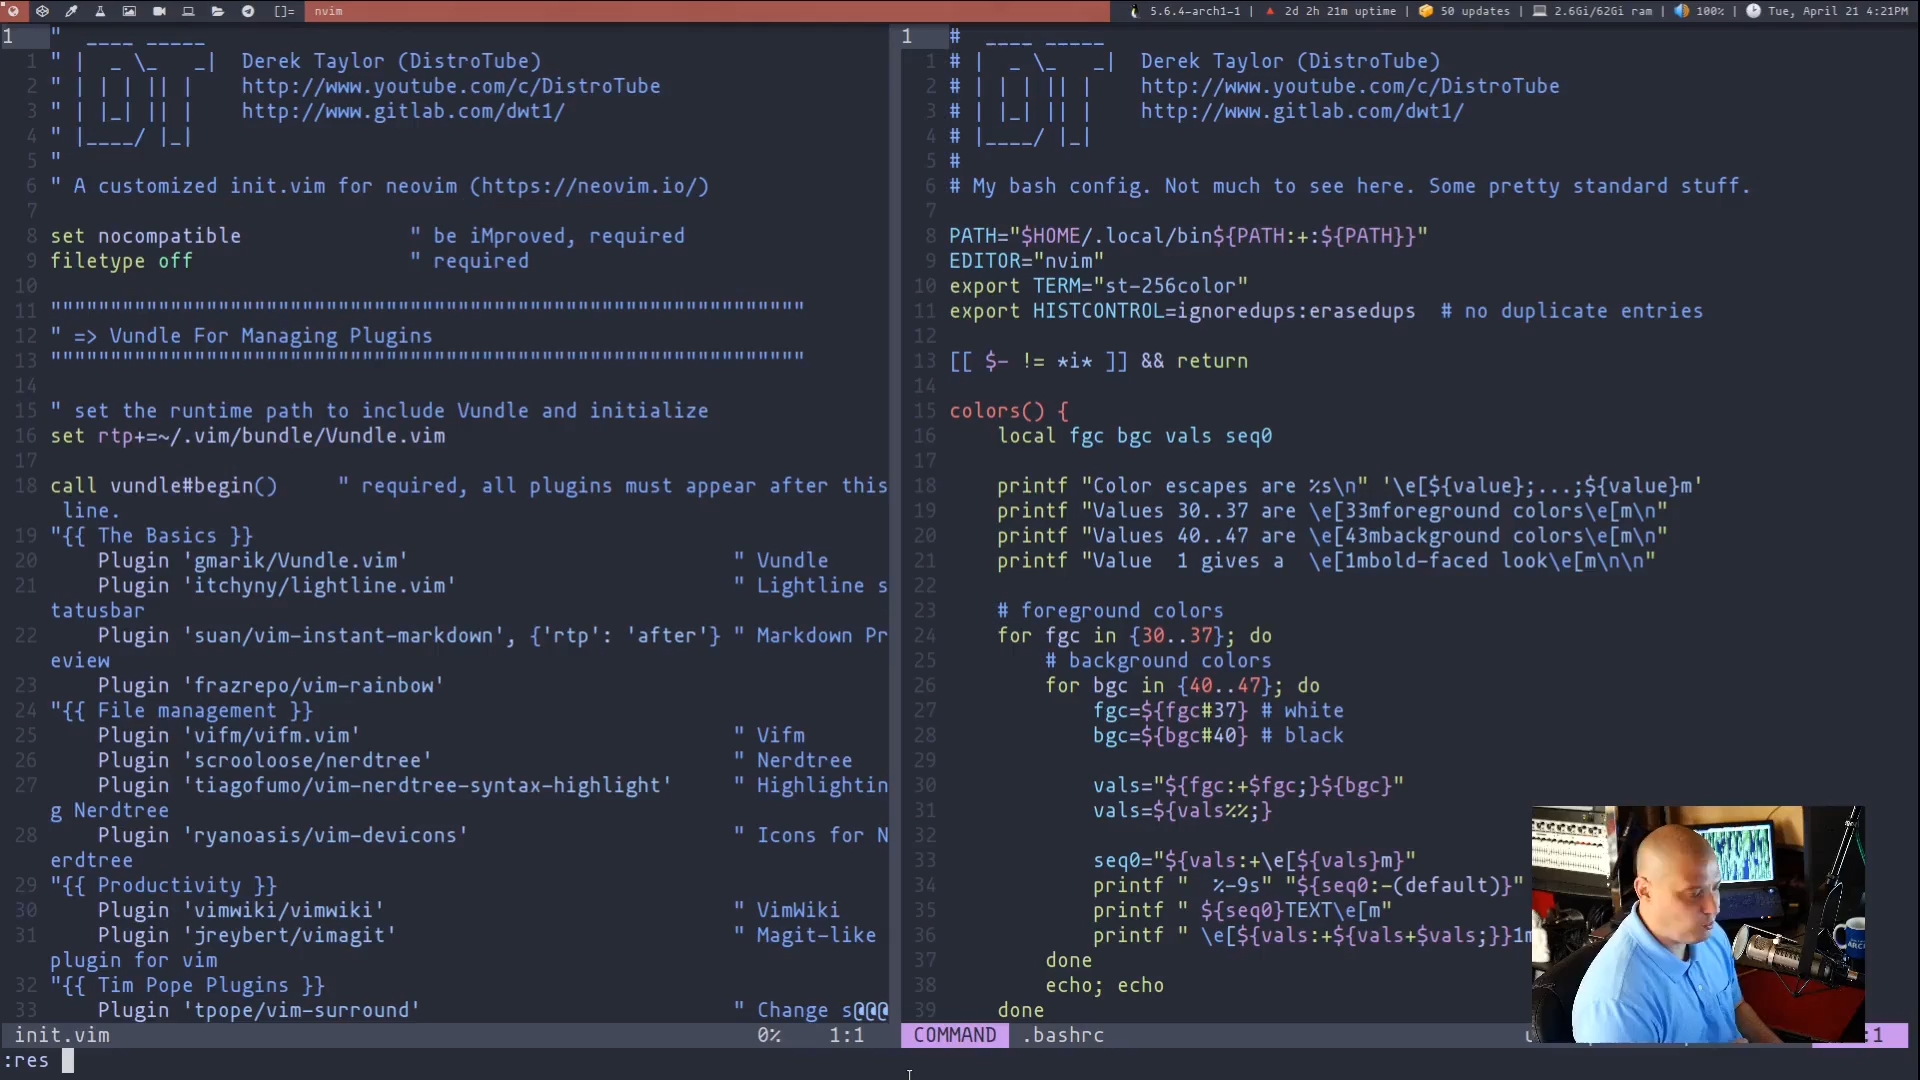 []= nvim 5.6.4-arch1-1 | 2d 2h 21m uptime | 50 updates | 2.6Gi/62Gi ram | 100% | Tue, April 21 4:21PM
1 "  ____ _____
1 " |  _ \_   _|  Derek Taylor (DistroTube)
2 " | | | || |    http://www.youtube.com/c/DistroTube
3 " | |_| || |    http://www.gitlab.com/dwt1/
4 " |____/ |_|
5 "
6 " A customized init.vim for neovim (https://neovim.io/)
7
8 set nocompatible              " be iMproved, required
9 filetype off                  " required
10
11 """"""""""""""""""""""""""""""""""""""""""""""""""""""""""""""""
12 " => Vundle For Managing Plugins
13 """"""""""""""""""""""""""""""""""""""""""""""""""""""""""""""""
14
15 " set the runtime path to include Vundle and initialize
16 set rtp+=~/.vim/bundle/Vundle.vim
17
18 call vundle#begin()     " required, all plugins must appear after this
line.
19 "{{ The Basics }}
20     Plugin 'gmarik/Vundle.vim'                            " Vundle
21     Plugin 'itchyny/lightline.vim'                        " Lightline s
tatusbar
22     Plugin 'suan/vim-instant-markdown', {'rtp': 'after'} " Markdown Pr
eview
23     Plugin 'frazrepo/vim-rainbow'
24 "{{ File management }}
25     Plugin 'vifm/vifm.vim'                                " Vifm
26     Plugin 'scrooloose/nerdtree'                          " Nerdtree
27     Plugin 'tiagofumo/vim-nerdtree-syntax-highlight'      " Highlightin
g Nerdtree
28     Plugin 'ryanoasis/vim-devicons'                       " Icons for N
erdtree
29 "{{ Productivity }}
30     Plugin 'vimwiki/vimwiki'                              " VimWiki
31     Plugin 'jreybert/vimagit'                             " Magit-like
plugin for vim
32 "{{ Tim Pope Plugins }}
33     Plugin 'tpope/vim-surround'                           " Change s@@@
init.vim 0% 1:1
1 #  ____ _____
1 # |  _ \_   _|  Derek Taylor (DistroTube)
2 # | | | || |    http://www.youtube.com/c/DistroTube
3 # | |_| || |    http://www.gitlab.com/dwt1/
4 # |____/ |_|
5 #
6 # My bash config. Not much to see here. Some pretty standard stuff.
7
8 PATH="$HOME/.local/bin${PATH:+:${PATH}}"
9 EDITOR="nvim"
10 export TERM="st-256color"
11 export HISTCONTROL=ignoredups:erasedups  # no duplicate entries
12
13 [[ $- != *i* ]] && return
14
15 colors() {
16     local fgc bgc vals seq0
17
18     printf "Color escapes are %s\n" '\e[${value};...;${value}m'
19     printf "Values 30..37 are \e[33mforeground colors\e[m\n"
20     printf "Values 40..47 are \e[43mbackground colors\e[m\n"
21     printf "Value  1 gives a  \e[1mbold-faced look\e[m\n\n"
22
23     # foreground colors
24     for fgc in {30..37}; do
25         # background colors
26         for bgc in {40..47}; do
27             fgc=${fgc#37} # white
28             bgc=${bgc#40} # black
29
30             vals="${fgc:+$fgc;}${bgc}"
31             vals=${vals%%;}
32
33             seq0="${vals:+\e[${vals}m}"
34             printf "  %-9s" "${seq0:-(default)}"
35             printf " ${seq0}TEXT\e[m"
36             printf " \e[${vals:+${vals+$vals;}}1m
37         done
38         echo; echo
39     done
COMMAND .bashrc :1
:res